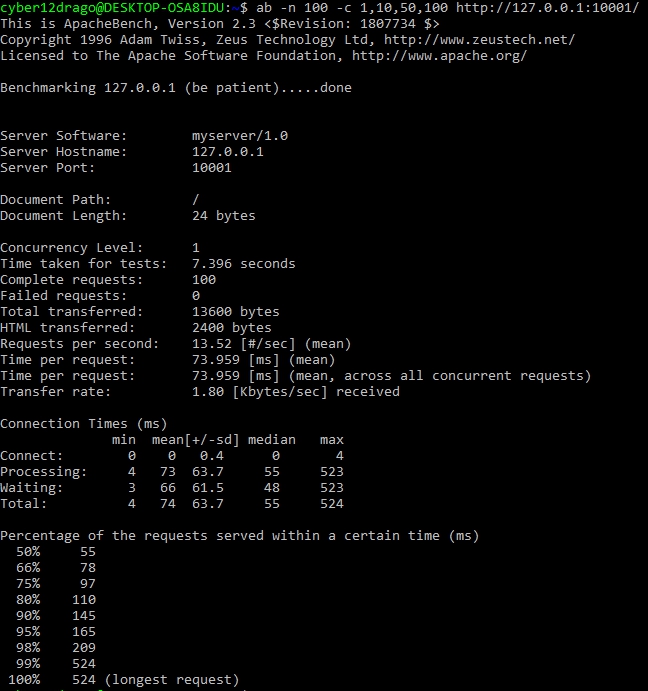 cyber12drago@DESKTOP-OSA8IDU:~$ ab -n 100 -c 1,10,50,100 http://127.0.0.1:10001/
This is ApacheBench, Version 2.3 <$Revision: 1807734 $>
Copyright 1996 Adam Twiss, Zeus Technology Ltd, http://www.zeustech.net/
Licensed to The Apache Software Foundation, http://www.apache.org/
Benchmarking 127.0.0.1 (be patient).....done
Server Software: myserver/1.0
Server Hostname: 127.0.0.1
Server Port: 10001
Document Path: /
Document Length: 24 bytes
Concurrency Level: 1
Time taken for tests: 7.396 seconds
Complete requests: 100
Failed requests: 0
Total transferred: 13600 bytes
HTML transferred: 2400 bytes
Requests per second: 13.52 [#/sec] (mean)
Time per request: 73.959 [ms] (mean)
Time per request: 73.959 [ms] (mean, across all concurrent requests)
Transfer rate: 1.80 [Kbytes/sec] received
Connection Times (ms)
min mean[+/-sd] median max
Connect: 0 0 0.4 0 4
Processing: 4 73 63.7 55 523
Waiting: 3 66 61.5 48 523
Total: 4 74 63.7 55 524
Percentage of the requests served within a certain time (ms)
50% 55
66% 78
75% 97
80% 110
90% 145
95% 165
98% 209
99% 524
100% 524 (longest request)